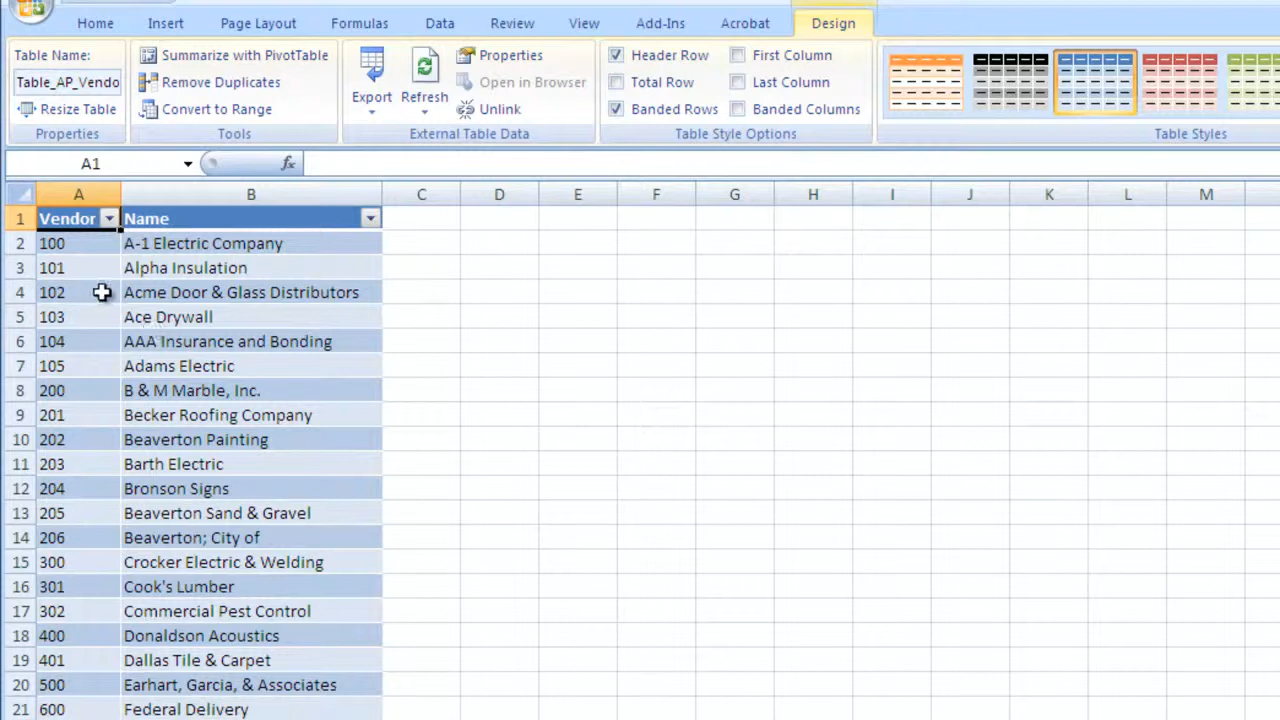 Home Insert Page Layout Formulas Data Review View Add-Ins Acrobat Design
Table Name: Summarize with PivotTable Properties Header Row First Column
Table_AP_Vendo Remove Duplicates Export Refresh Open in Browser Total Row Last Column
Resize Table Convert to Range Unlink Banded Rows Banded Columns
Properties Tools External Table Data Table Style Options Table Styles
A1 fx
A B C D E F G H I J K L M
1 Vendor Name
2 100 A-1 Electric Company
3 101 Alpha Insulation
4 102 Acme Door & Glass Distributors
5 103 Ace Drywall
6 104 AAA Insurance and Bonding
7 105 Adams Electric
8 200 B & M Marble, Inc.
9 201 Becker Roofing Company
10 202 Beaverton Painting
11 203 Barth Electric
12 204 Bronson Signs
13 205 Beaverton Sand & Gravel
14 206 Beaverton; City of
15 300 Crocker Electric & Welding
16 301 Cook's Lumber
17 302 Commercial Pest Control
18 400 Donaldson Acoustics
19 401 Dallas Tile & Carpet
20 500 Earhart, Garcia, & Associates
21 600 Federal Delivery